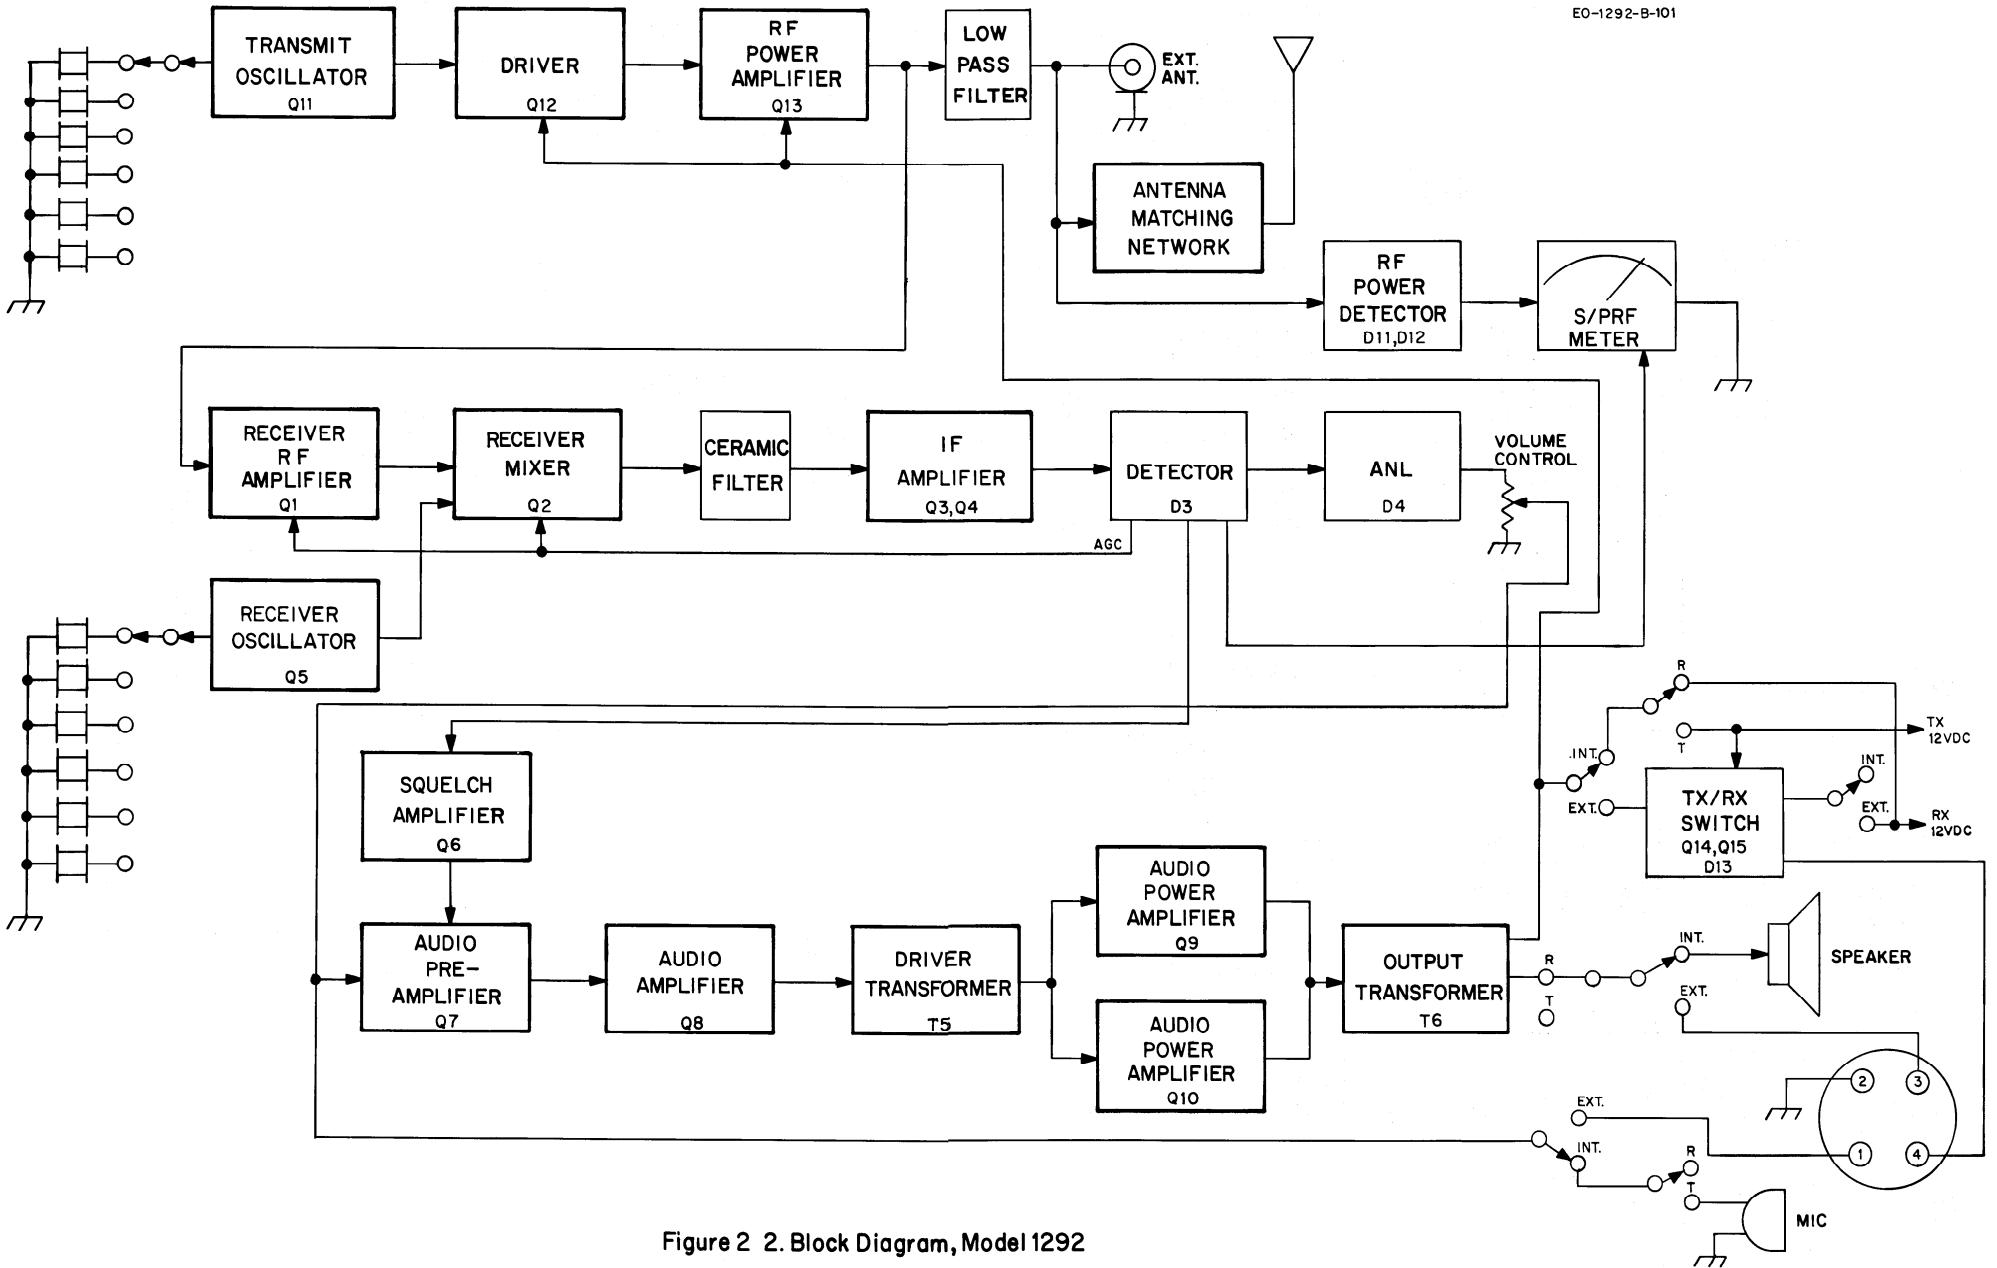 EO-1292-B-101
TRANSMIT
OSCILLATOR
Q11
DRIVER
Q12
RF
POWER
AMPLIFIER
Q13
LOW
PASS
FILTER
EXT.
ANT.
ANTENNA
MATCHING
NETWORK
RF
POWER
DETECTOR
D11,D12
S/PRF
METER
RECEIVER
RF
AMPLIFIER
Q1
RECEIVER
MIXER
Q2
CERAMIC
FILTER
IF
AMPLIFIER
Q3,Q4
DETECTOR
D3
ANL
D4
VOLUME
CONTROL
AGC
RECEIVER
OSCILLATOR
Q5
SQUELCH
AMPLIFIER
Q6
R
T
.INT.
EXT.
TX
12VDC
TX/RX
SWITCH
Q14,Q15
D13
INT.
EXT.
RX
12VDC
AUDIO
PRE-
AMPLIFIER
Q7
AUDIO
AMPLIFIER
Q8
DRIVER
TRANSFORMER
T5
AUDIO
POWER
AMPLIFIER
Q9
AUDIO
POWER
AMPLIFIER
Q10
OUTPUT
TRANSFORMER
T6
R
T
INT.
EXT.
SPEAKER
2
3
1
4
EXT.
INT.
R
T
MIC
Figure 2 2. Block Diagram, Model 1292